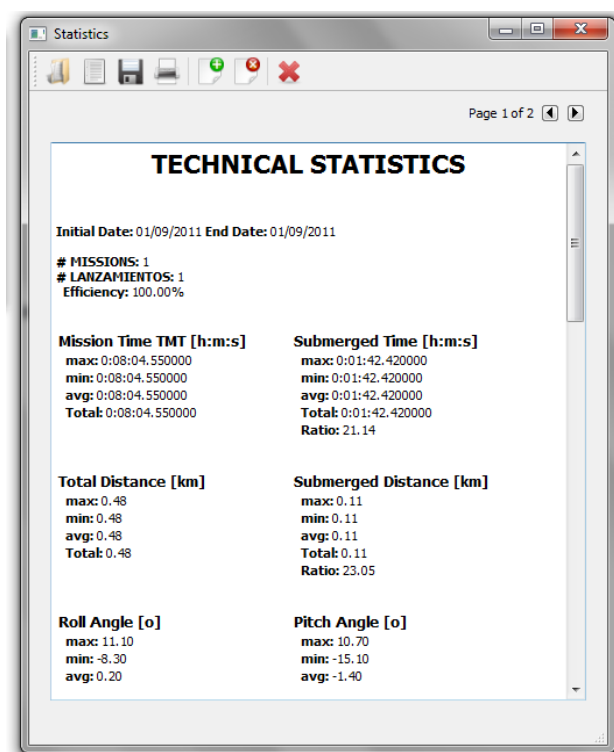 Statistics
Page 1 of 2
TECHNICAL STATISTICS
Initial Date: 01/09/2011 End Date: 01/09/2011
# MISSIONS: 1
# LANZAMIENTOS: 1
Efficiency: 100.00%
Mission Time TMT [h:m:s]
max: 0:08:04.550000
min: 0:08:04.550000
avg: 0:08:04.550000
Total: 0:08:04.550000
Submerged Time [h:m:s]
max: 0:01:42.420000
min: 0:01:42.420000
avg: 0:01:42.420000
Total: 0:01:42.420000
Ratio: 21.14
Total Distance [km]
max: 0.48
min: 0.48
avg: 0.48
Total: 0.48
Submerged Distance [km]
max: 0.11
min: 0.11
avg: 0.11
Total: 0.11
Ratio: 23.05
Roll Angle [o]
max: 11.10
min: -8.30
avg: 0.20
Pitch Angle [o]
max: 10.70
min: -15.10
avg: -1.40